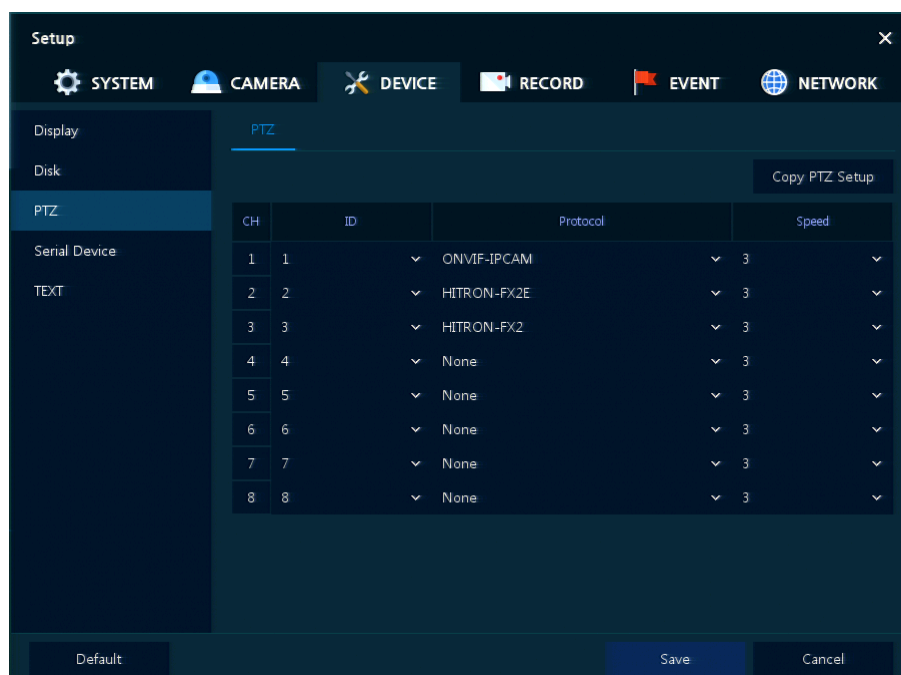 Setup
SYSTEM CAMERA DEVICE RECORD EVENT NETWORK
Display
Disk
PTZ
Serial Device
TEXT
PTZ
Copy PTZ Setup
CH ID Protocol Speed
1 1 ONVIF-IPCAM 3
2 2 HITRON-FX2E 3
3 3 HITRON-FX2 3
4 4 None 3
5 5 None 3
6 6 None 3
7 7 None 3
8 8 None 3
Default Save Cancel